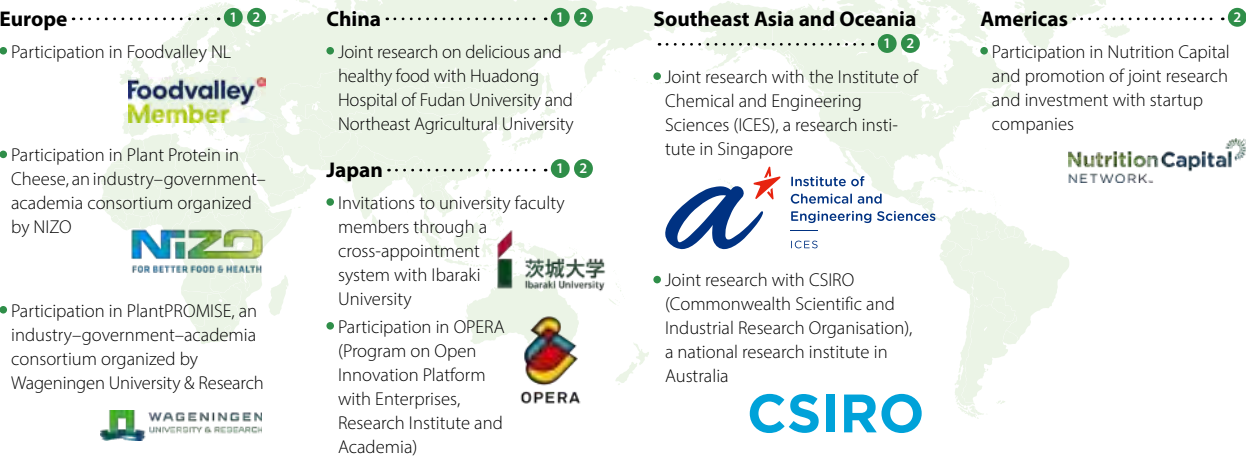 Europe 1 2
• Participation in Foodvalley NL
Foodvalley
Member
• Participation in Plant Protein in
Cheese, an industry–government–
academia consortium organized
by NIZO
NIZO
FOR BETTER FOOD & HEALTH
• Participation in PlantPROMISE, an
industry–government–academia
consortium organized by
Wageningen University & Research
WAGENINGEN
UNIVERSITY & RESEARCH
China 1 2
• Joint research on delicious and
healthy food with Huadong
Hospital of Fudan University and
Northeast Agricultural University
Japan 1 2
• Invitations to university faculty
members through a
cross-appointment
system with Ibaraki
University
茨城大学
Ibaraki University
• Participation in OPERA
(Program on Open
Innovation Platform
with Enterprises,
Research Institute and
Academia)
OPERA
Southeast Asia and Oceania
1 2
• Joint research with the Institute of
Chemical and Engineering
Sciences (ICES), a research insti-
tute in Singapore
a
Institute of
Chemical and
Engineering Sciences
ICES
• Joint research with CSIRO
(Commonwealth Scientific and
Industrial Research Organisation),
a national research institute in
Australia
CSIRO
Americas 2
• Participation in Nutrition Capital
and promotion of joint research
and investment with startup
companies
Nutrition Capital
NETWORK™